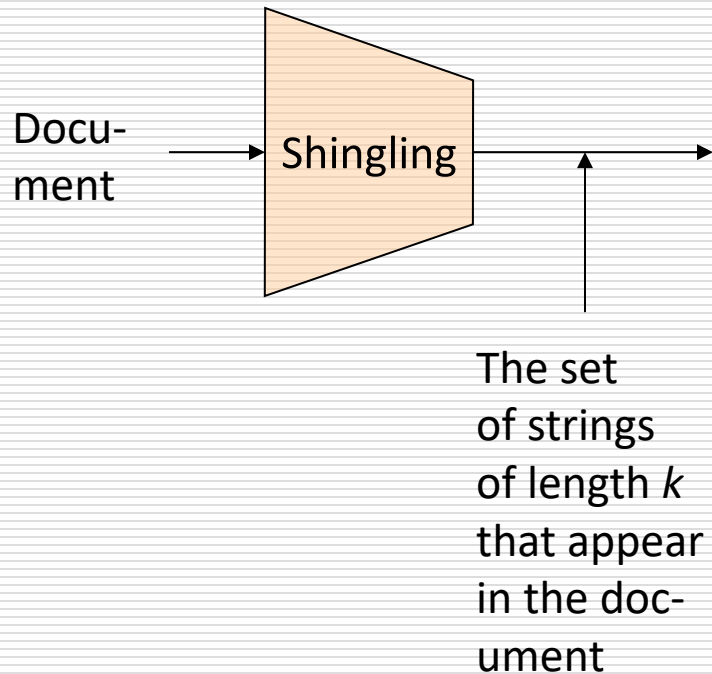 Docu-
ment
Shingling
The set
of strings
of length k
that appear
in the doc-
ument